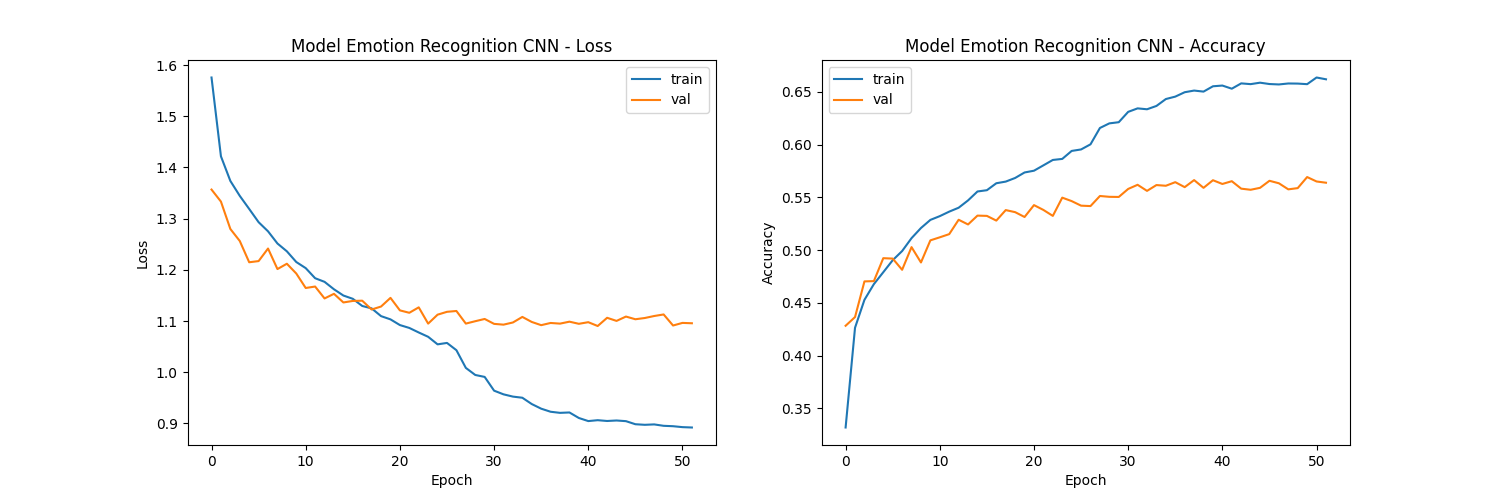 Model Emotion Recognition CNN - Loss
train
val
1.6
1.5
1.4
1.3
1.2
1.1
1.0
0.9
Loss
0
10
20
30
40
50
Epoch
Model Emotion Recognition CNN - Accuracy
train
val
0.65
0.60
0.55
0.50
0.45
0.40
0.35
Accuracy
0
10
20
30
40
50
Epoch